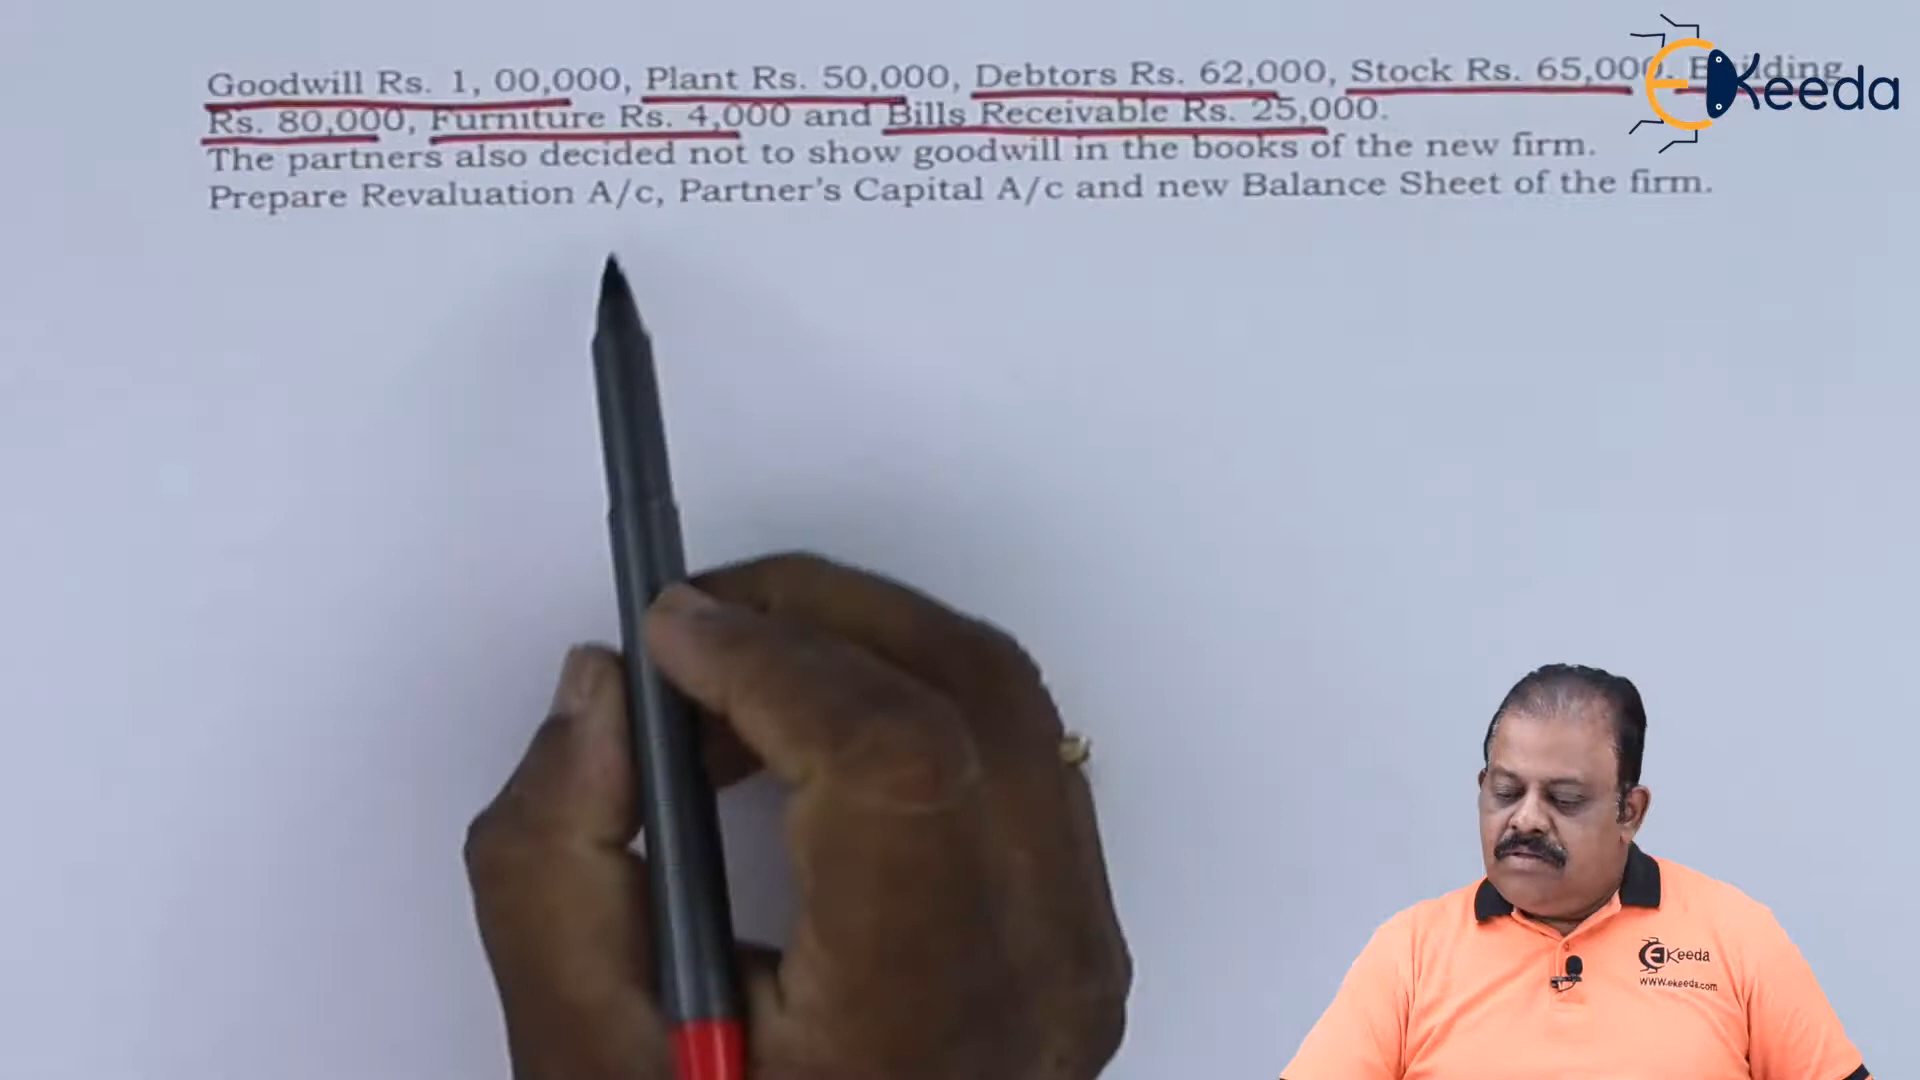 Goodwill Rs. 1, 00,000, Plant Rs. 50,000, Debtors Rs. 62,000, Stock Rs. 65,000. Building
Rs. 80,000, Furniture Rs. 4,000 and Bills Receivable Rs. 25,000.
The partners also decided not to show goodwill in the books of the new firm.
Prepare Revaluation A/c, Partner's Capital A/c and new Balance Sheet of the firm.
EKeeda
EKeeda
www.ekeeda.com